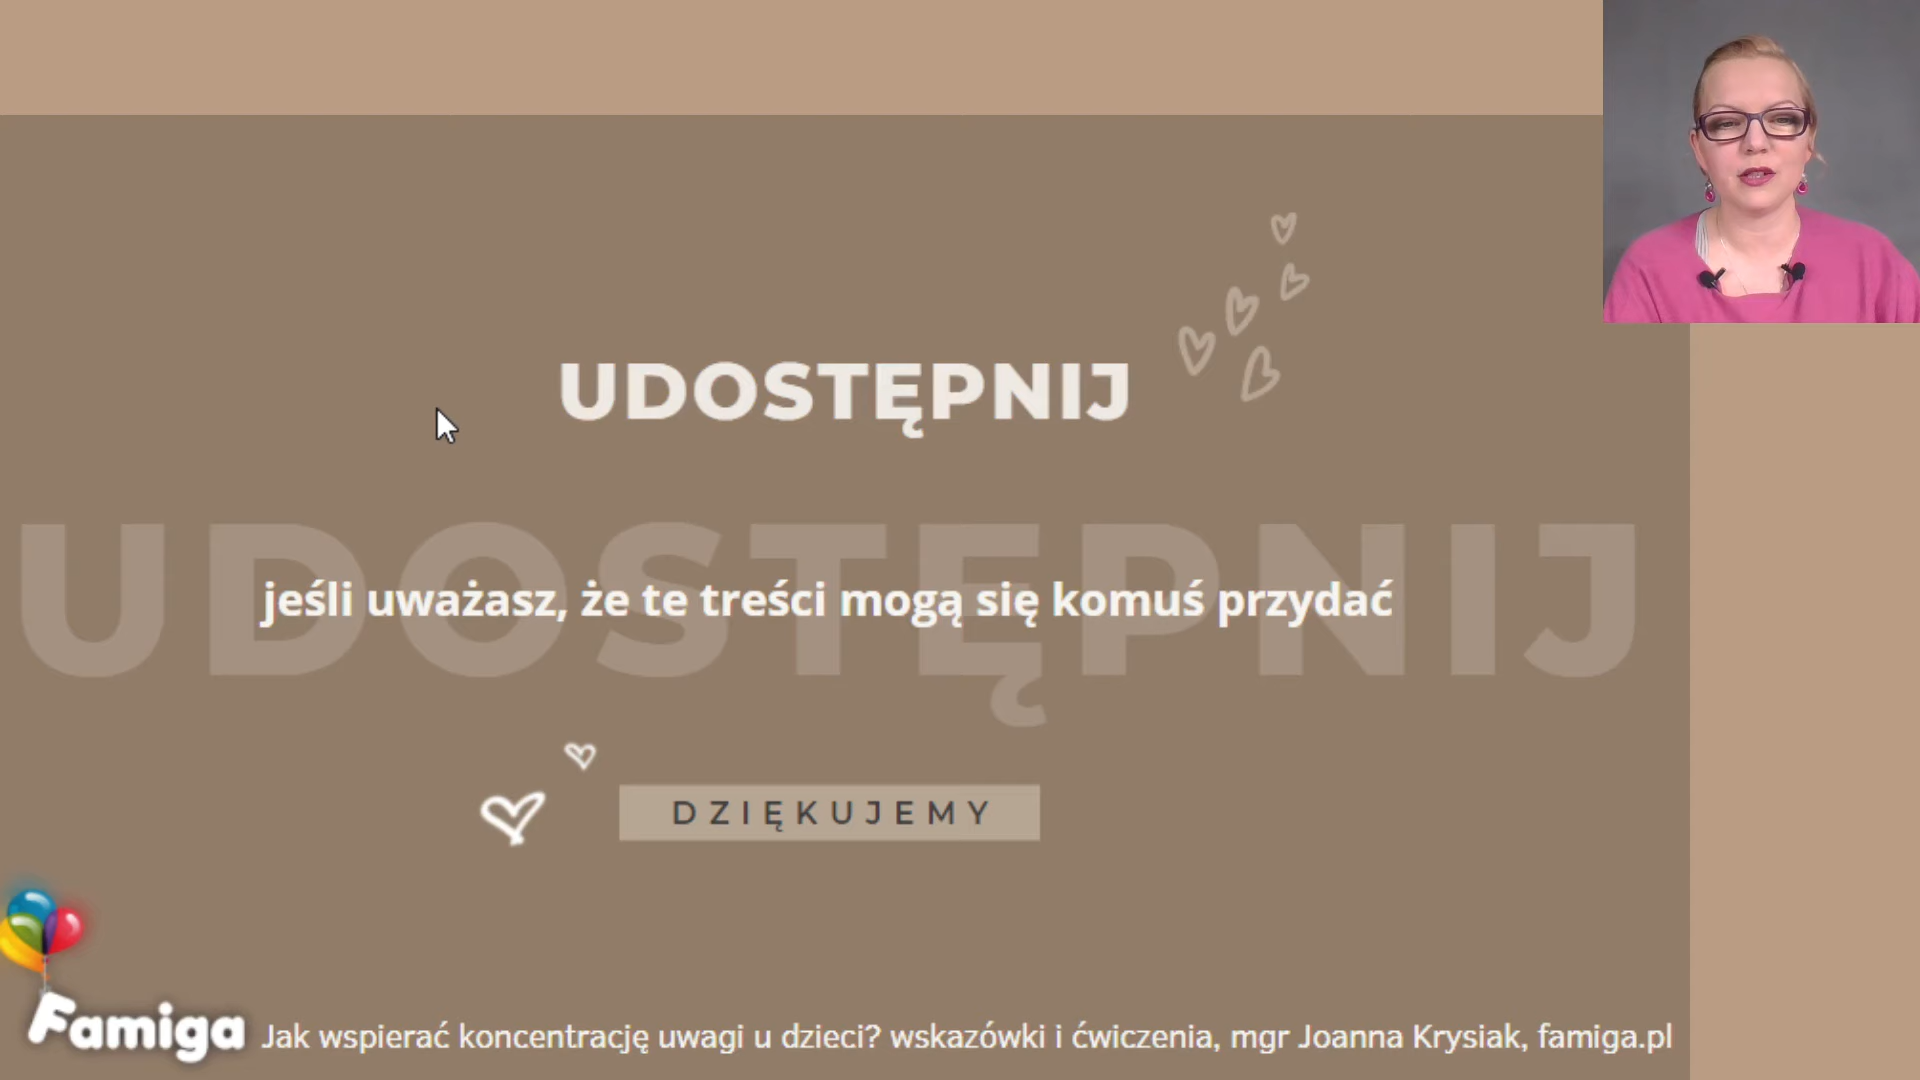 UDOSTĘPNIJ
UDOSTĘPNIJ
jeśli uważasz, że te treści mogą się komuś przydać
DZIĘKUJEMY
Famiga
Jak wspierać koncentrację uwagi u dzieci? wskazówki i ćwiczenia, mgr Joanna Krysiak, famiga.pl